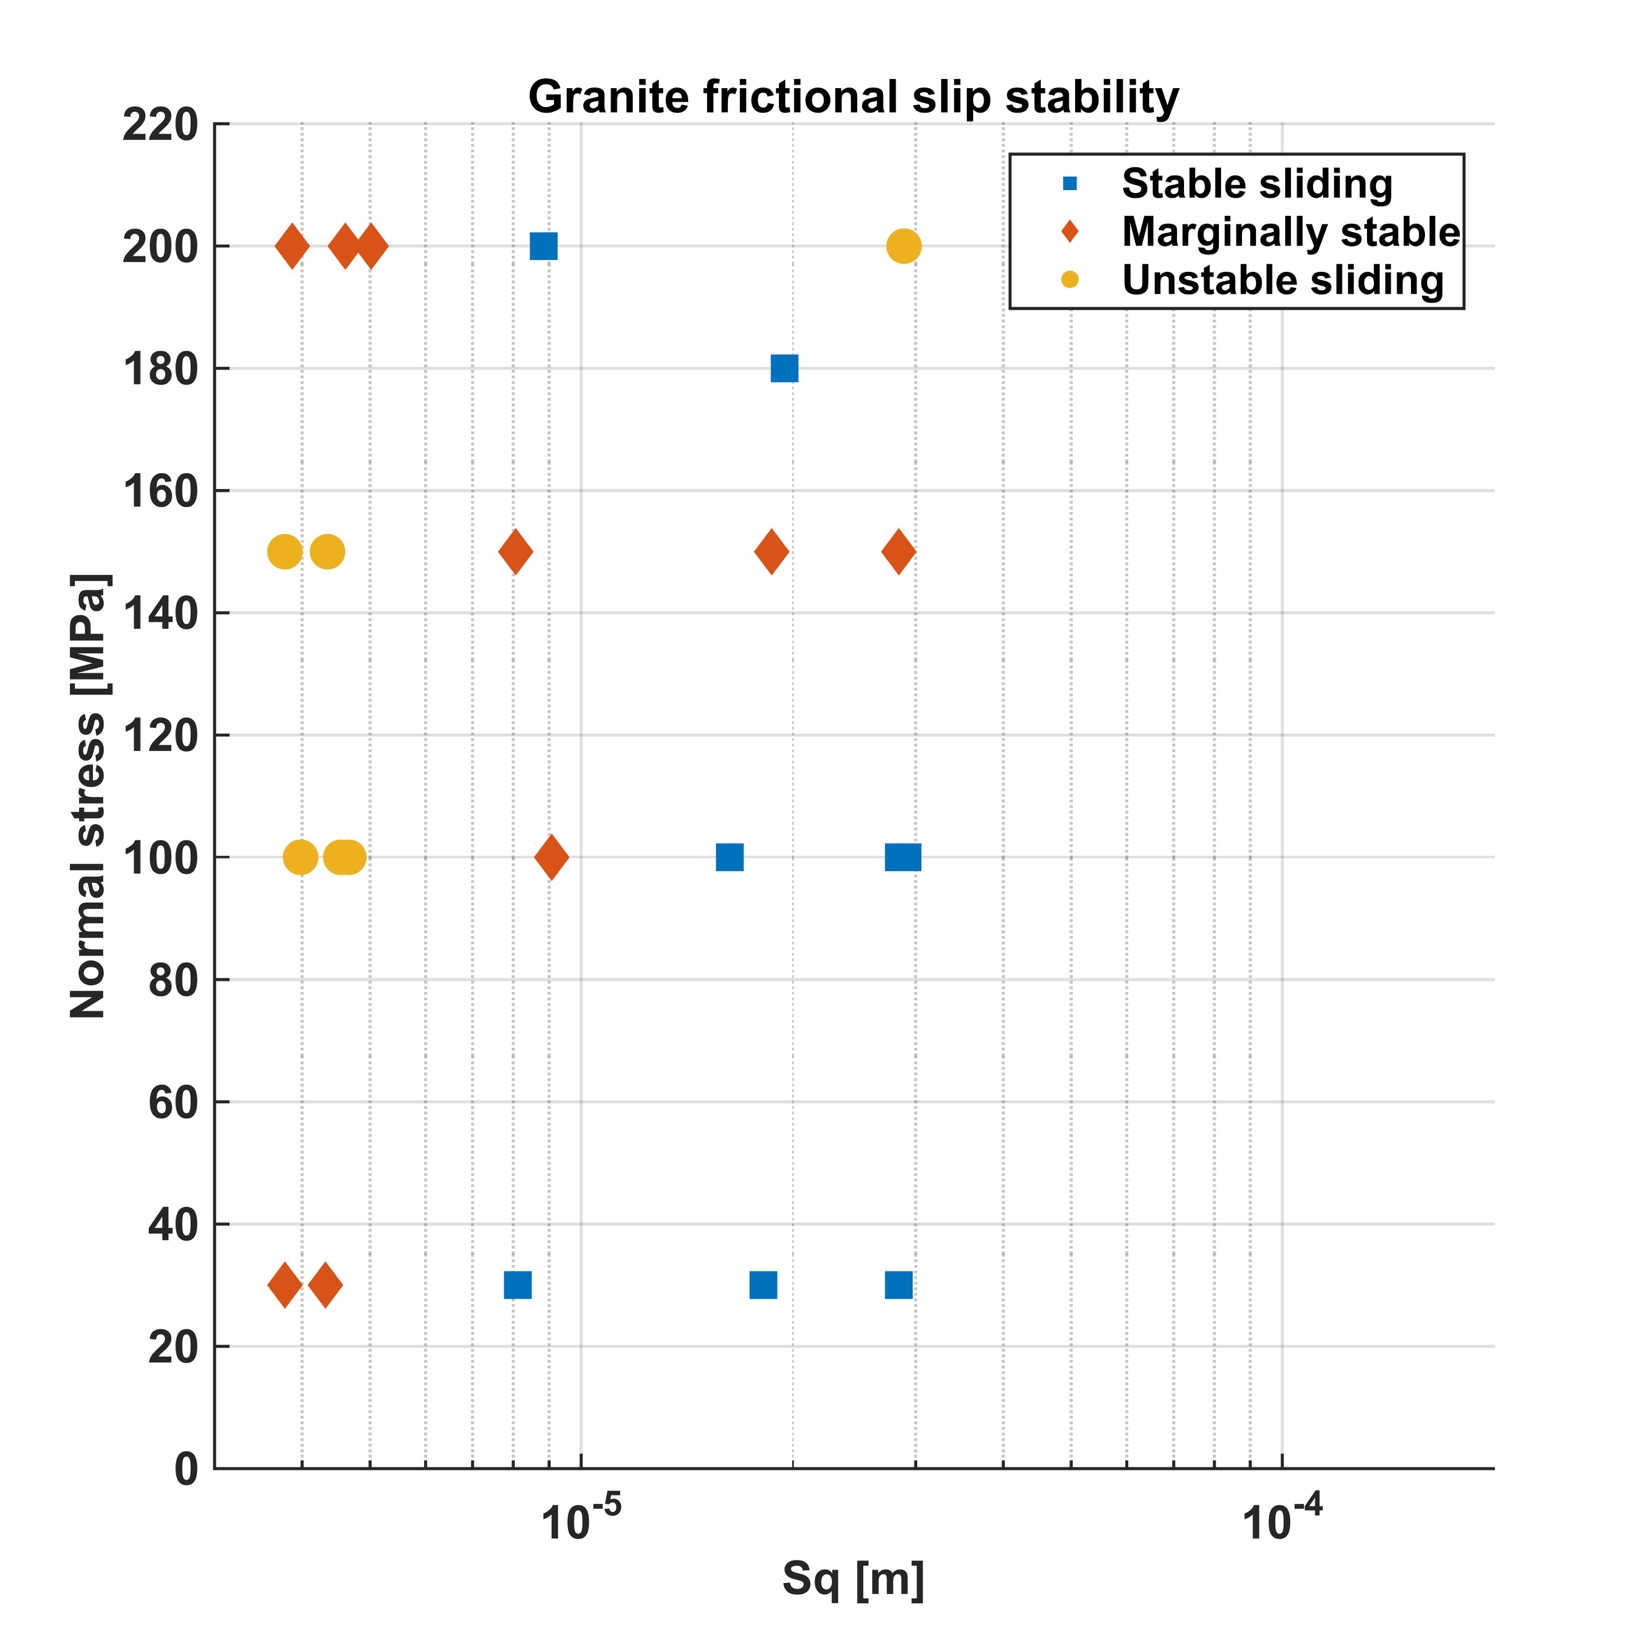 Granite frictional slip stability
220
200
180
160
140
120
100
80
60
40
20
0
Normal stress [MPa]
Stable sliding
Marginally stable
Unstable sliding
10-5
10-4
Sq [m]